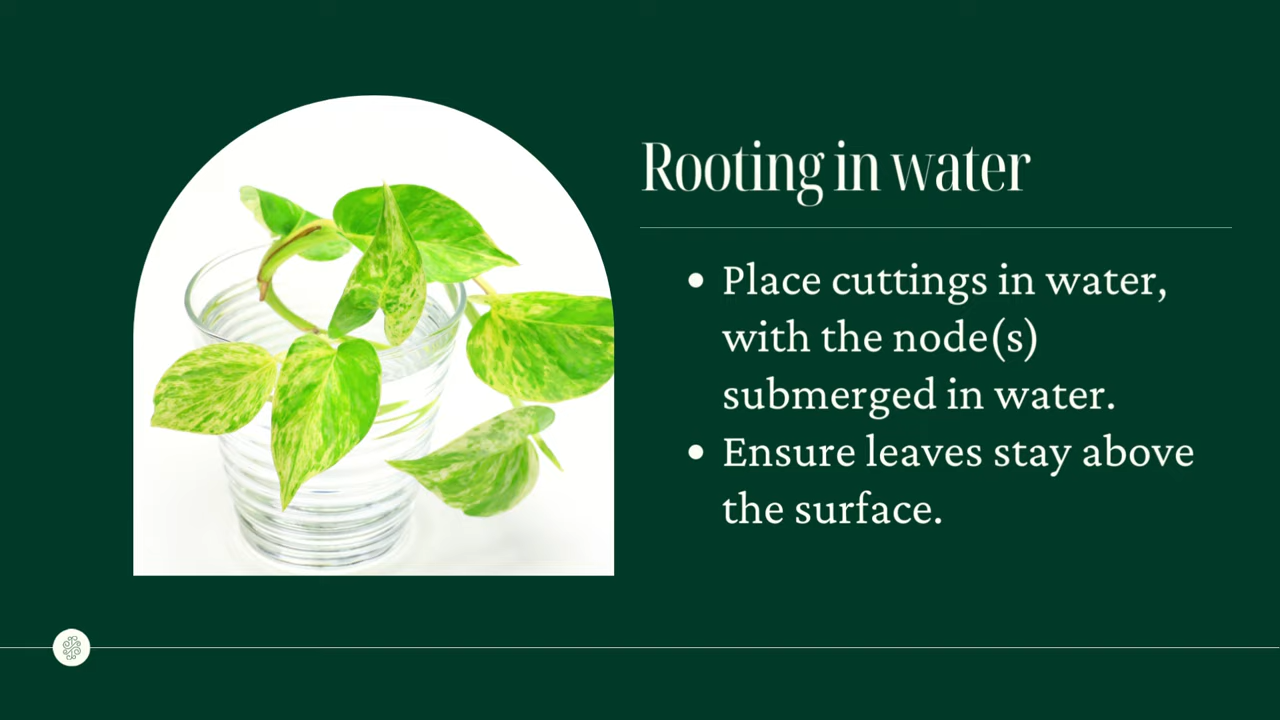 Rooting in water
• Place cuttings in water,
with the node(s)
submerged in water.
• Ensure leaves stay above
the surface.